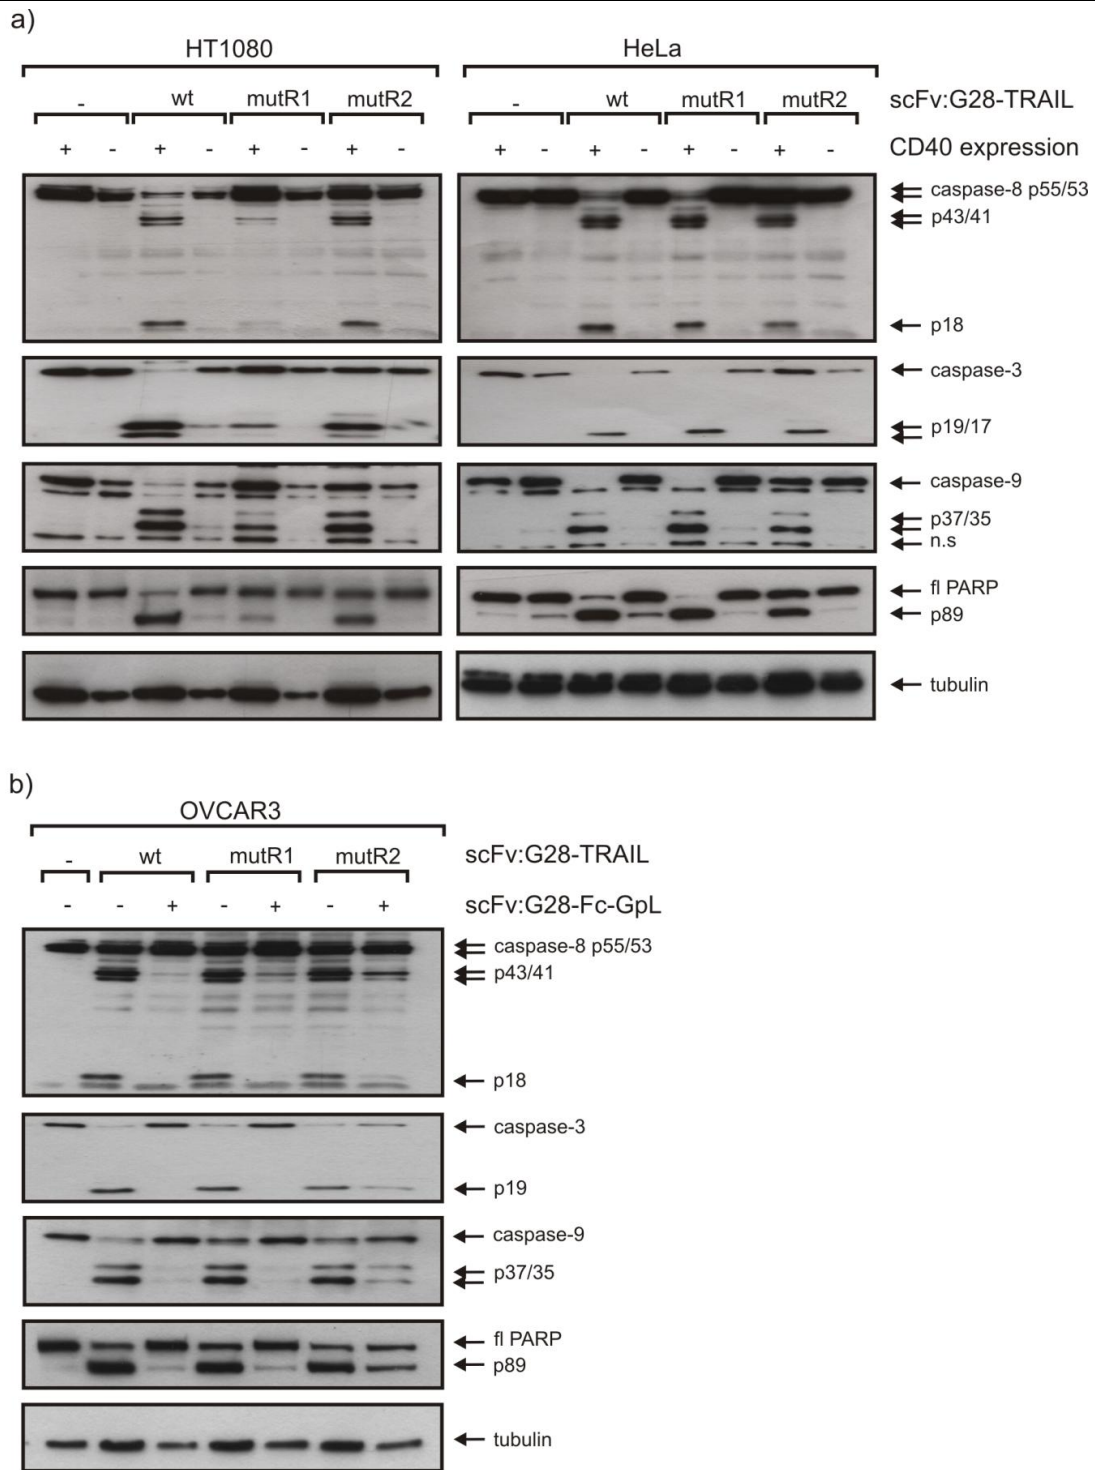 a)
HT1080 HeLa
- wt mutR1 mutR2 - wt mutR1 mutR2 scFv:G28-TRAIL
+ - + - + - + - + - + - + - + - CD40 expression
caspase-8 p55/53
p43/41
p18
caspase-3
p19/17
caspase-9
p37/35
n.s
fl PARP
p89
tubulin
b)
OVCAR3
- wt mutR1 mutR2 scFv:G28-TRAIL
- - + - + - + scFv:G28-Fc-GpL
caspase-8 p55/53
p43/41
p18
caspase-3
p19
caspase-9
p37/35
fl PARP
p89
tubulin